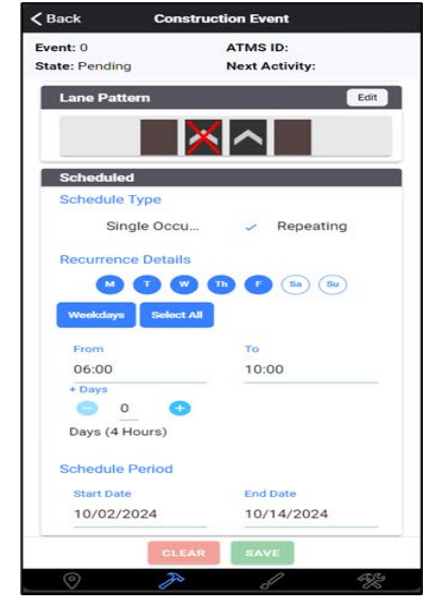 Back Construction Event
Event: 0 ATMS ID:
State: Pending Next Activity:
Lane Pattern Edit
Scheduled
Schedule Type
Single Occu... Repeating
Recurrence Details
M T W Th F Sa Su
Weekdays Select All
From To
06:00 10:00
+ Days
0
Days (4 Hours)
Schedule Period
Start Date End Date
10/02/2024 10/14/2024
CLEAR SAVE